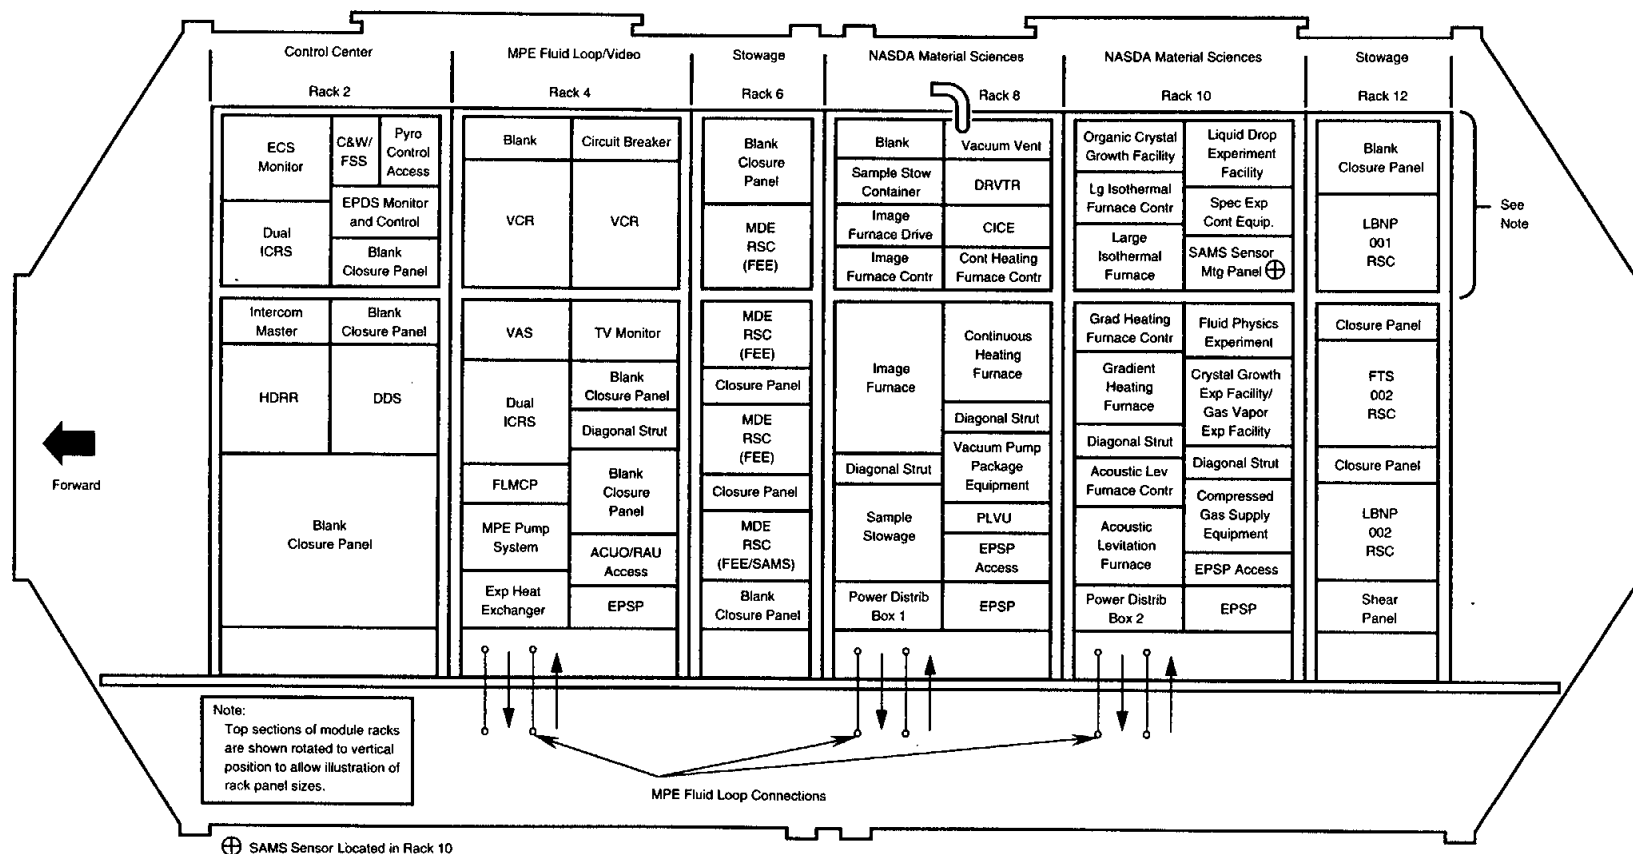 Control Center
Rack 2
MPE Fluid Loop/Video
Rack 4
Stowage
Rack 6
NASDA Material Sciences
Rack 8
NASDA Material Sciences
Rack 10
Stowage
Rack 12
ECS
Monitor
C&W/
FSS
Pyro
Control
Access
EPDS Monitor
and Control
Dual
ICRS
Blank
Closure Panel
Intercom
Master
Blank
Closure Panel
HDRR
DDS
Blank
Closure Panel
Blank
Circuit Breaker
VCR
VCR
VAS
TV Monitor
Dual
ICRS
Blank
Closure Panel
Diagonal Strut
FLMCP
Blank
Closure
Panel
MPE Pump
System
ACUO/RAU
Access
Exp Heat
Exchanger
EPSP
Blank
Closure
Panel
MDE
RSC
(FEE)
MDE
RSC
(FEE)
Closure Panel
MDE
RSC
(FEE)
Closure Panel
MDE
RSC
(FEE/SAMS)
Blank
Closure Panel
Blank
Vacuum Vent
Sample Stow
Container
DRVTR
Image
Furnace Drive
CICE
Image
Furnace Contr
Cont Heating
Furnace Contr
Image
Furnace
Continuous
Heating
Furnace
Diagonal Strut
Diagonal Strut
Vacuum Pump
Package
Equipment
Sample
Stowage
PLVU
EPSP
Access
Power Distrib
Box 1
EPSP
Organic Crystal
Growth Facility
Liquid Drop
Experiment
Facility
Lg Isothermal
Furnace Contr
Spec Exp
Cont Equip.
Large
Isothermal
Furnace
SAMS Sensor
Mtg Panel
Grad Heating
Furnace Contr
Fluid Physics
Experiment
Gradient
Heating
Furnace
Crystal Growth
Exp Facility/
Gas Vapor
Exp Facility
Diagonal Strut
Diagonal Strut
Acoustic Lev
Furnace Contr
Compressed
Gas Supply
Equipment
Acoustic
Levitation
Furnace
EPSP Access
Power Distrib
Box 2
EPSP
Blank
Closure Panel
LBNP
001
RSC
Closure Panel
FTS
002
RSC
Closure Panel
LBNP
002
RSC
Shear
Panel
See
Note
Forward
Note:
Top sections of module racks
are shown rotated to vertical
position to allow illustration of
rack panel sizes.
MPE Fluid Loop Connections
SAMS Sensor Located in Rack 10